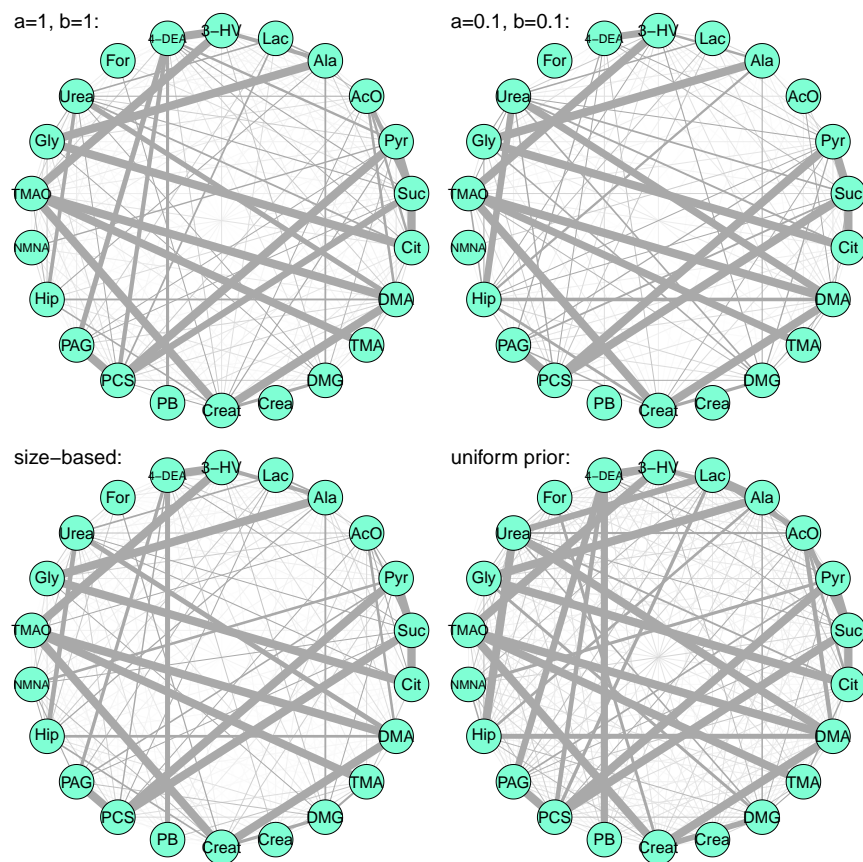 a=1, b=1:
4−DEA
3−HV
Lac
Ala
AcO
Pyr
Suc
Cit
DMA
TMA
DMG
Crea
Creat
PB
PCS
PAG
Hip
NMNA
TMAO
Gly
Urea
For
a=0.1, b=0.1:
4−DEA
3−HV
Lac
Ala
AcO
Pyr
Suc
Cit
DMA
TMA
DMG
Crea
Creat
PB
PCS
PAG
Hip
NMNA
TMAO
Gly
Urea
For
size−based:
4−DEA
3−HV
Lac
Ala
AcO
Pyr
Suc
Cit
DMA
TMA
DMG
Crea
Creat
PB
PCS
PAG
Hip
NMNA
TMAO
Gly
Urea
For
uniform prior:
4−DEA
3−HV
Lac
Ala
AcO
Pyr
Suc
Cit
DMA
TMA
DMG
Crea
Creat
PB
PCS
PAG
Hip
NMNA
TMAO
Gly
Urea
For